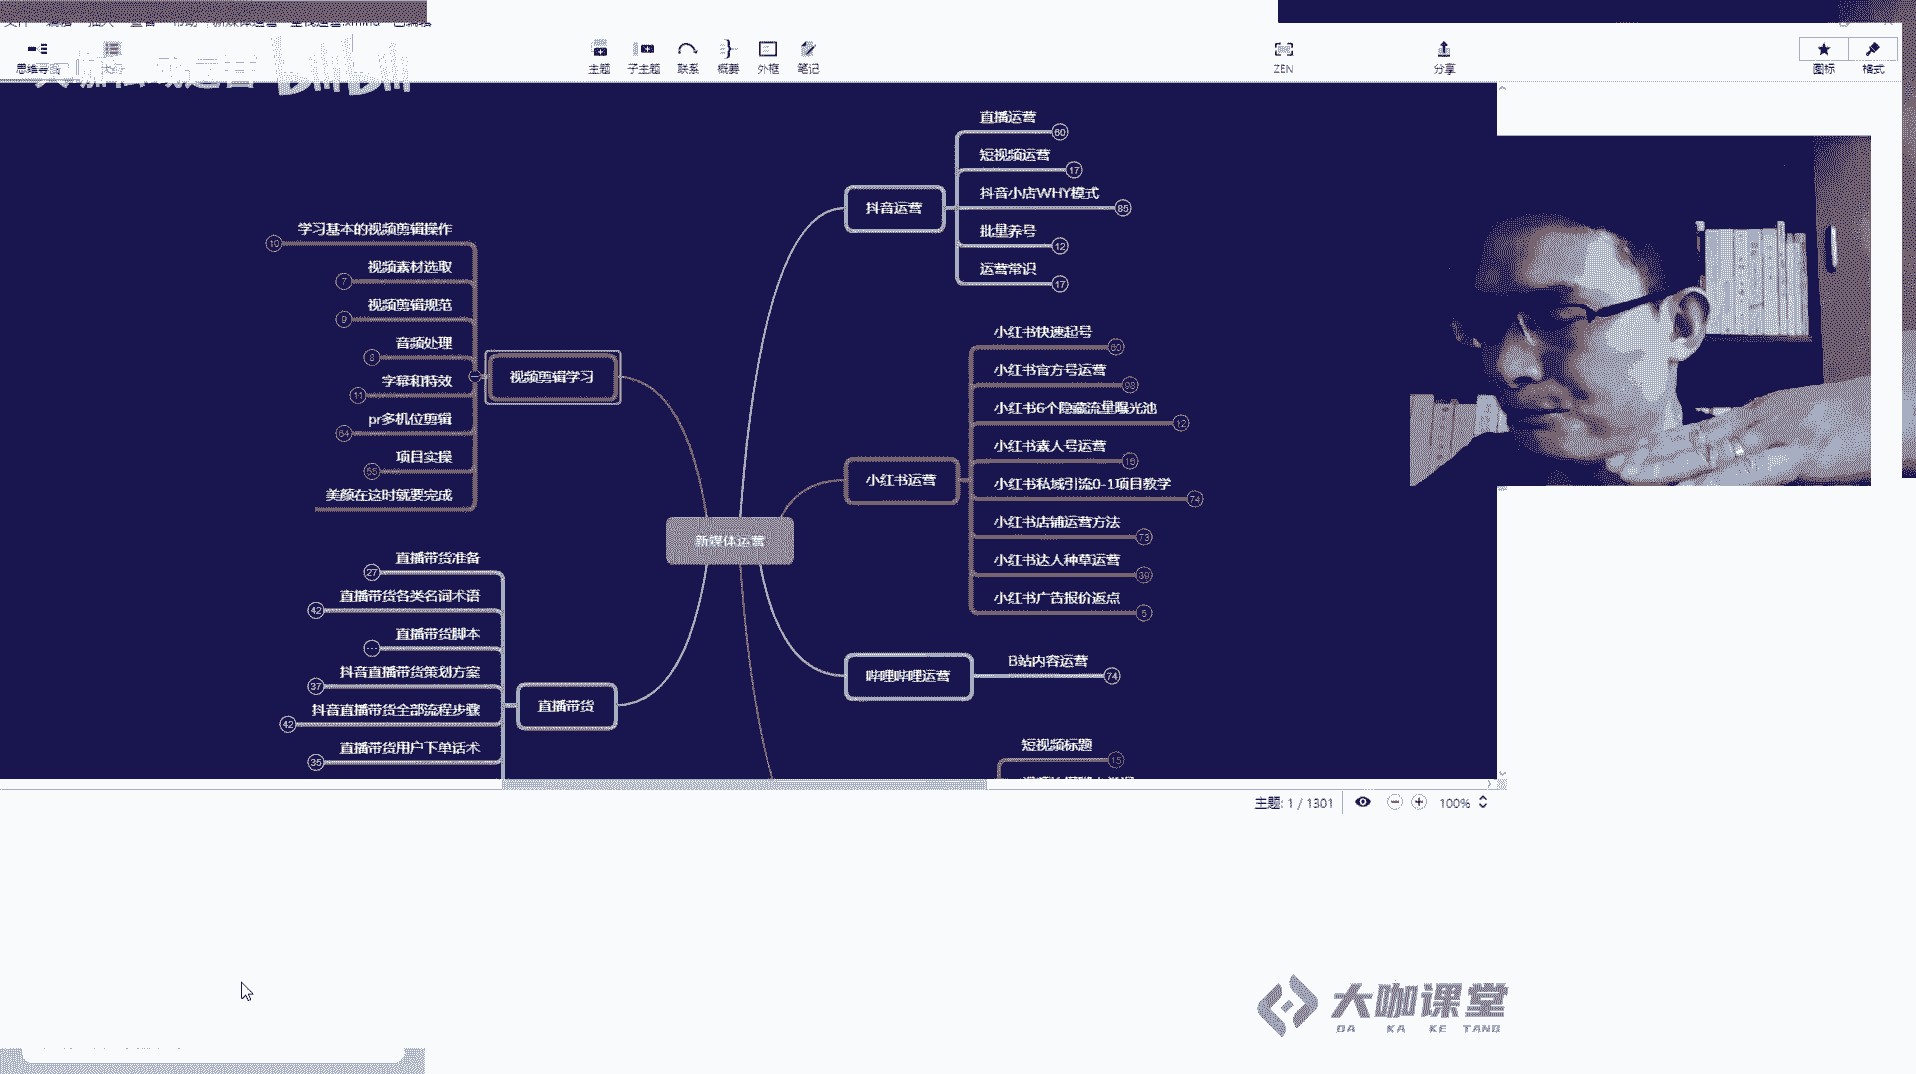 bilibili
主题
子主题
联系
概要
外框
笔记
ZEN
分享
图标
格式
新媒体运营
抖音运营
直播运营
60
短视频运营
17
抖音小店WHY模式
85
批量养号
12
运营常识
17
小红书运营
小红书快速起号
60
小红书官方号运营
98
小红书6个隐藏流量曝光池
12
小红书素人号运营
16
小红书私域引流0-1项目教学
74
小红书店铺运营方法
73
小红书达人种草运营
39
小红书广告报价返点
5
哔哩哔哩运营
B站内容运营
74
短视频标题
15
视频剪辑学习
学习基本的视频剪辑操作
10
视频素材选取
7
视频剪辑规范
9
音频处理
8
字幕和特效
11
pr多机位剪辑
64
项目实操
55
美颜在这时就要完成
直播带货
直播带货准备
27
直播带货各类名词术语
42
直播带货脚本
抖音直播带货策划方案
37
抖音直播带货全部流程步骤
42
直播带货用户下单话术
35
主题: 1 / 1301
100%
大咖课堂
DA KA KE TANG